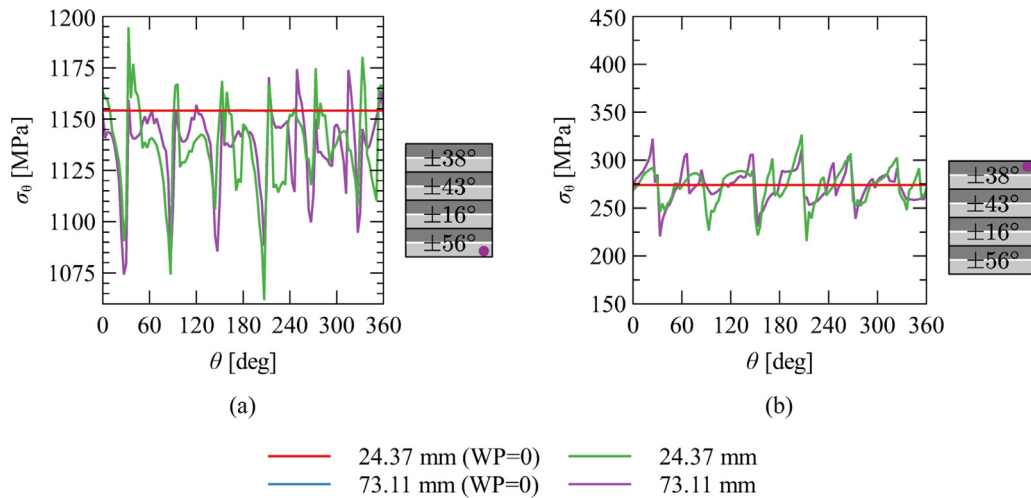 1200
1175
1150
1125
1100
1075
σθ [MPa]
0 60 120 180 240 300 360
θ [deg]
±38°
±43°
±16°
±56°
(a)
450
400
350
300
250
200
150
σθ [MPa]
0 60 120 180 240 300 360
θ [deg]
±38°
±43°
±16°
±56°
(b)
24.37 mm (WP=0) 24.37 mm
73.11 mm (WP=0) 73.11 mm